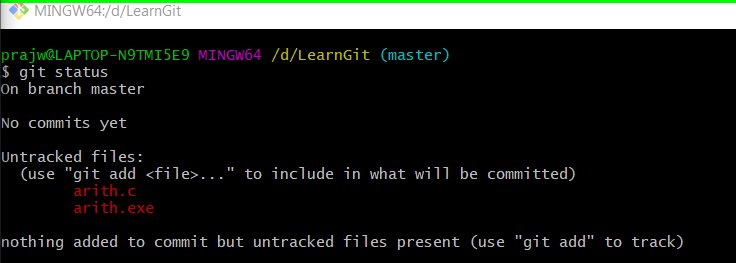 MINGW64:/d/LearnGit
prajw@LAPTOP-N9TMI5E9 MINGW64 /d/LearnGit (master)
$ git status
On branch master
No commits yet
Untracked files:
(use "git add <file>..." to include in what will be committed)
arith.c
arith.exe
nothing added to commit but untracked files present (use "git add" to track)